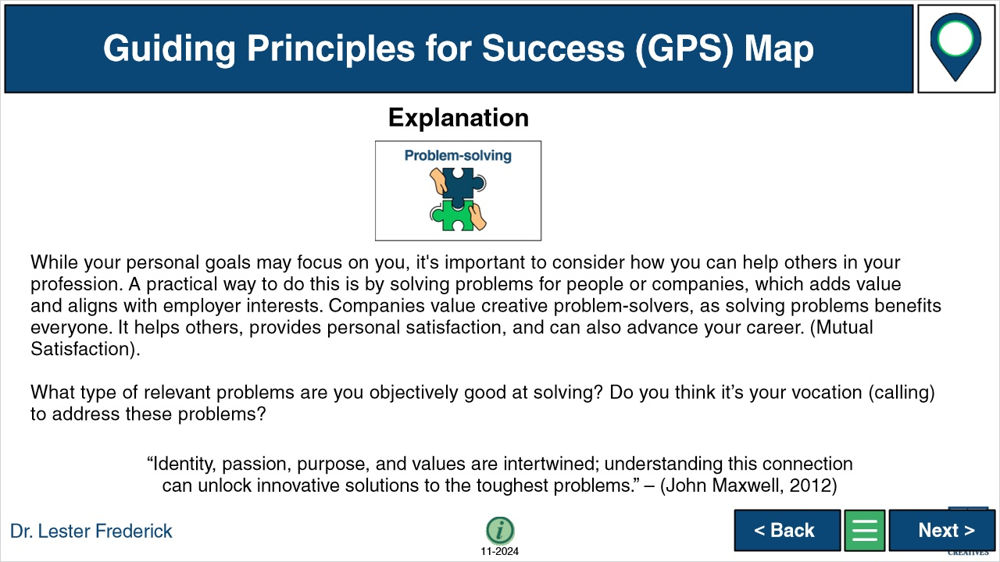 Guiding Principles for Success (GPS) Map
Explanation
Problem-solving
While your personal goals may focus on you, it's important to consider how you can help others in your
profession. A practical way to do this is by solving problems for people or companies, which adds value
and aligns with employer interests. Companies value creative problem-solvers, as solving problems benefits
everyone. It helps others, provides personal satisfaction, and can also advance your career. (Mutual
Satisfaction).
What type of relevant problems are you objectively good at solving? Do you think it’s your vocation (calling)
to address these problems?
“Identity, passion, purpose, and values are intertwined; understanding this connection
can unlock innovative solutions to the toughest problems.” – (John Maxwell, 2012)
Dr. Lester Frederick
i
11-2024
< Back
Next >
CREATIVES